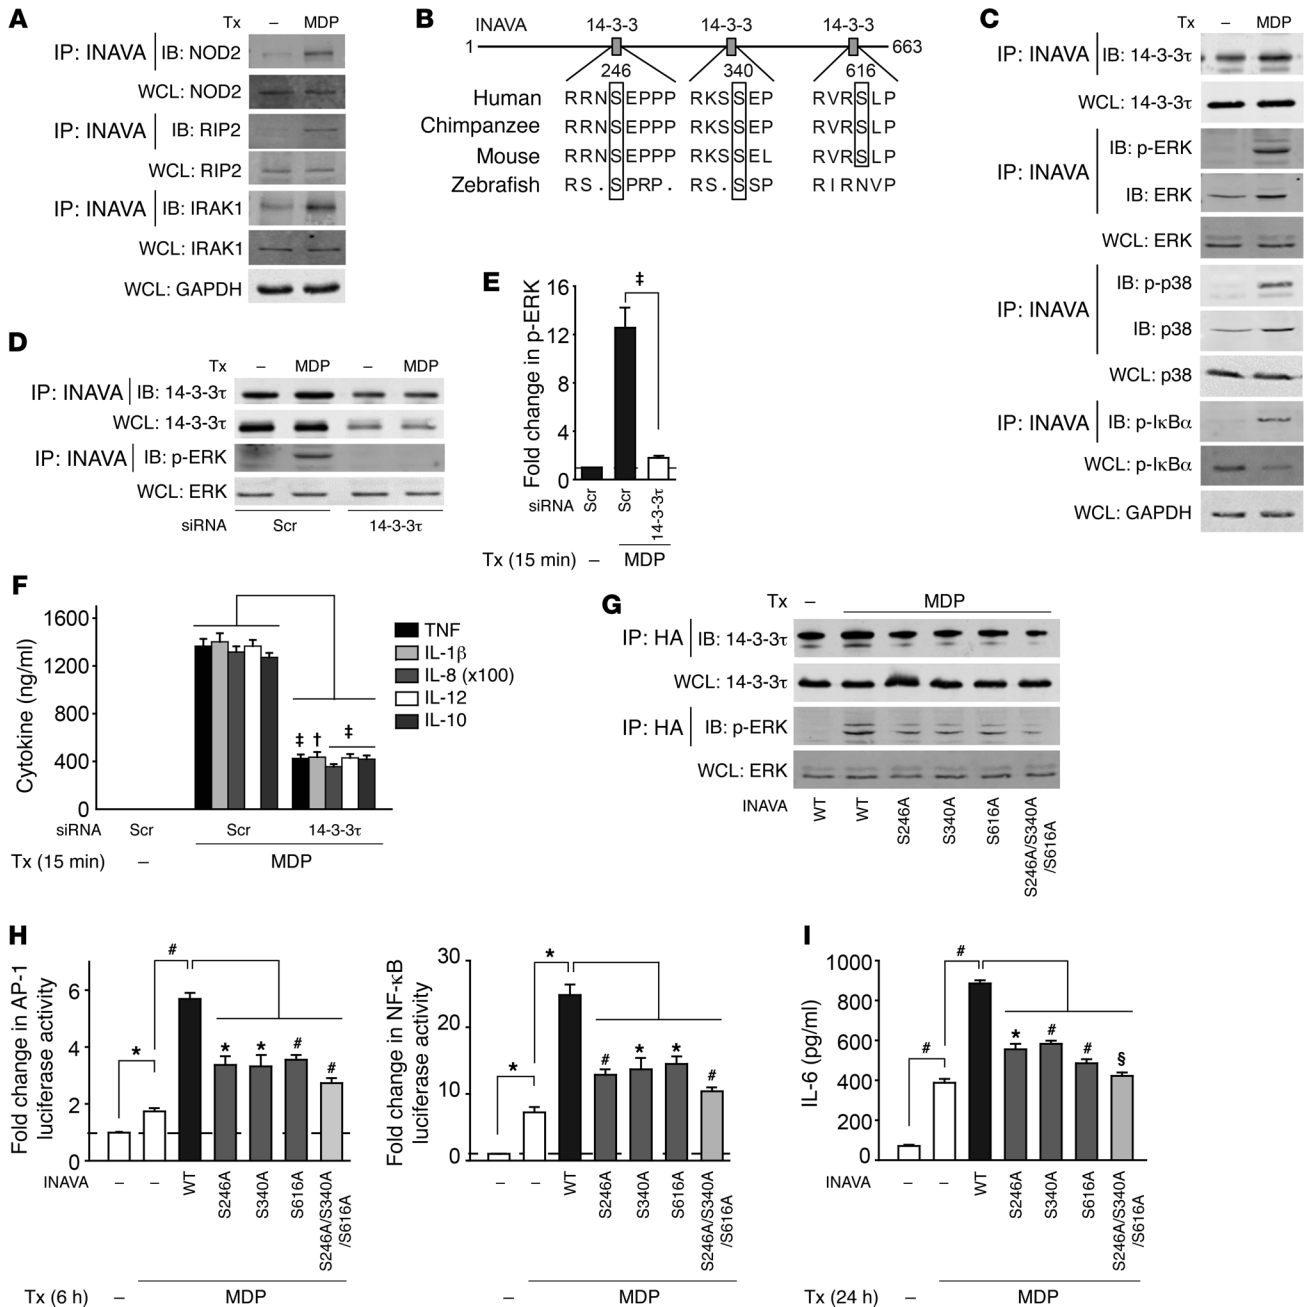 A
Tx – MDP
IP: INAVA IB: NOD2
WCL: NOD2
IP: INAVA IB: RIP2
WCL: RIP2
IP: INAVA IB: IRAK1
WCL: IRAK1
WCL: GAPDH
B
INAVA 14-3-3 14-3-3 14-3-3
1 663
246 340 616
Human RRNSEPPP RKSSEP RVRSLP
Chimpanzee RRNSEPPP RKSSEP RVRSLP
Mouse RRNSEPPP RKSSEL RVRSLP
Zebrafish RS.SPRP. RS.SSP RIRNVP
C
Tx – MDP
IP: INAVA IB: 14-3-3τ
WCL: 14-3-3τ
IP: INAVA IB: p-ERK
IB: ERK
WCL: ERK
IP: INAVA IB: p-p38
IB: p38
WCL: p38
IP: INAVA IB: p-IκBα
WCL: p-IκBα
WCL: GAPDH
D
Tx – MDP – MDP
IP: INAVA IB: 14-3-3τ
WCL: 14-3-3τ
IP: INAVA IB: p-ERK
WCL: ERK
siRNA Scr 14-3-3τ
E
Fold change in p-ERK
16
12
8
4
0
‡
siRNA Scr Scr 14-3-3τ
Tx (15 min) – MDP
F
Cytokine (ng/ml)
1600
1200
800
400
0
‡ † ‡
TNF
IL-1β
IL-8 (x100)
IL-12
IL-10
siRNA Scr Scr 14-3-3τ
Tx (15 min) – MDP
G
Tx – MDP
IP: HA IB: 14-3-3τ
WCL: 14-3-3τ
IP: HA IB: p-ERK
WCL: ERK
INAVA WT WT S246A S340A S616A S246A/S340A/S616A
H
Fold change in AP-1 luciferase activity
6
4
2
0
* # * * # #
INAVA – – WT S246A S340A S616A S246A/S340A/S616A
Tx (6 h) – MDP
Fold change in NF-κB luciferase activity
30
20
10
0
* * # * * #
– – WT S246A S340A S616A S246A/S340A/S616A
– MDP
I
IL-6 (pg/ml)
1000
800
600
400
200
0
# # * # # §
INAVA – – WT S246A S340A S616A S246A/S340A/S616A
Tx (24 h) – MDP